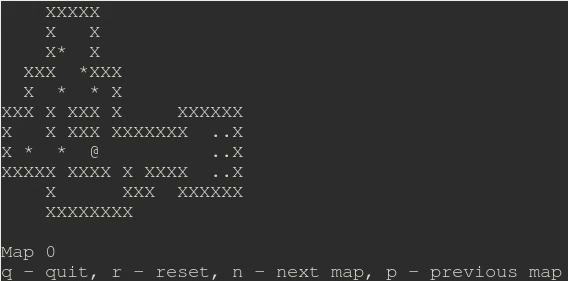 XXXXX
    X   X
    X*  X
  XXX  *XXX
  X  *  * X
XXX X XXX X     XXXXXX
X   X XXX XXXXXXX  ..X
X *  *  @          ..X
XXXXX XXXX X XXXX  ..X
    X      XXX  XXXXXX
    XXXXXXXX
Map 0
q - quit, r - reset, n - next map, p - previous map